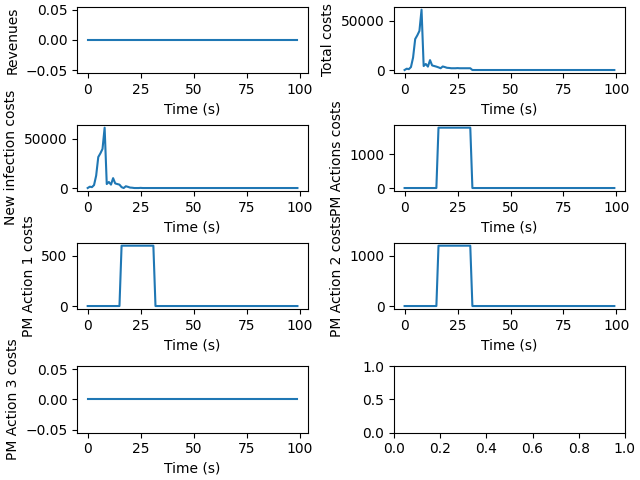 Revenues
0.05
0.00
−0.05
0 25 50 75 100
Time (s)
Total costs
50000
0
0 25 50 75 100
Time (s)
New infection costs
50000
0
0 25 50 75 100
Time (s)
PM Actions costs
1000
0
0 25 50 75 100
Time (s)
PM Action 1 costs
500
0
0 25 50 75 100
Time (s)
PM Action 2 costs
1000
0
0 25 50 75 100
Time (s)
PM Action 3 costs
0.05
0.00
−0.05
0 25 50 75 100
Time (s)
1.0
0.5
0.0
0.0 0.2 0.4 0.6 0.8 1.0